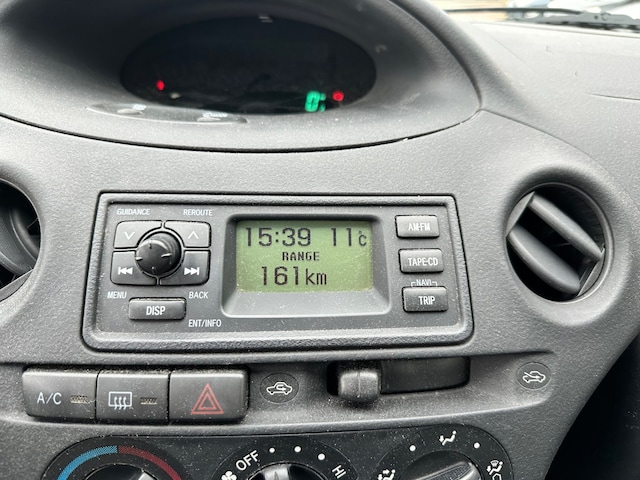 0
GUIDANCE REROUTE
AM·FM
15:39 11°C
RANGE
161km
TAPE·CD
NAVI
MENU BACK
DISP
ENT/INFO
TRIP
A/C
OFF HI